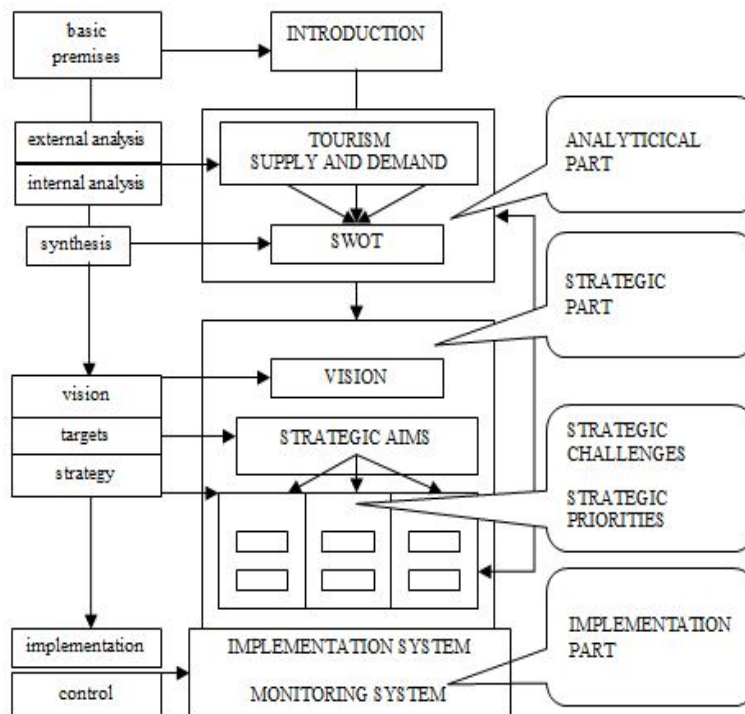 basic
premises
INTRODUCTION
external analysis
internal analysis
TOURISM
SUPPLY AND DEMAND
ANALYTICICAL
PART
synthesis
SWOT
STRATEGIC
PART
vision
VISION
targets
STRATEGIC AIMS
strategy
STRATEGIC
CHALLENGES
STRATEGIC
PRIORITIES
implementation
control
IMPLEMENTATION SYSTEM
MONITORING SYSTEM
IMPLEMENTATION
PART